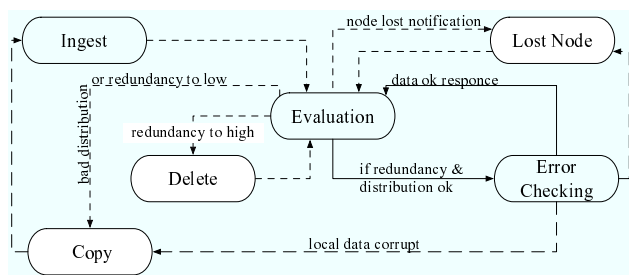 node lost notification
Ingest
Lost Node
or redundancy to low
data ok responce
bad distribution
Evaluation
redundancy to high
Delete
if redundancy &
distribution ok
Error
Checking
Copy
local data corrupt